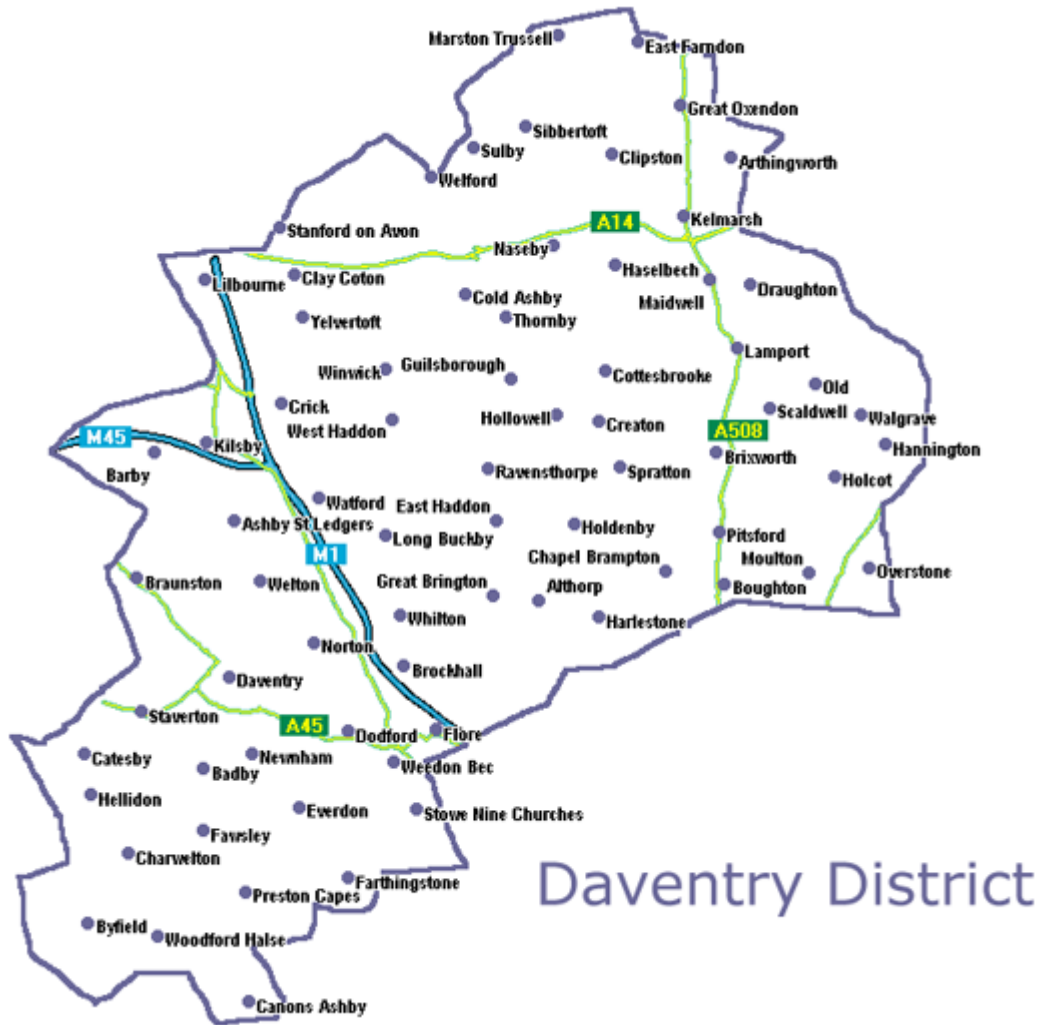 Marston Trussell
East Farndon
Great Oxendon
Sibbertoft
Sulby
Clipston
Arthingworth
Welford
Kelmarsh
Stanford on Avon
A14
Naseby
Haselbech
Lilbourne
Clay Coton
Maidwell
Draughton
Cold Ashby
Yelvertoft
Thornby
Lamport
Winwick
Guilsborough
Cottesbrooke
Old
Crick
West Haddon
Hollowell
Creaton
Scaldwell
Walgrave
M45
Kilsby
A508
Barby
Brixworth
Hannington
Ravensthorpe
Spratton
Holcot
Watford
East Haddon
Ashby St Ledgers
Long Buckby
Holdenby
Pitsford
M1
Chapel Brampton
Moulton
Braunston
Welton
Great Brington
Althorp
Boughton
Overstone
Whilton
Harlestone
Norton
Brockhall
Daventry
Staverton
A45
Dodford
Flore
Catesby
Newnham
Badby
Weedon Bec
Hellidon
Everdon
Stowe Nine Churches
Fawsley
Charwelton
Farthingstone
Preston Capes
Daventry District
Byfield
Woodford Halse
Canons Ashby